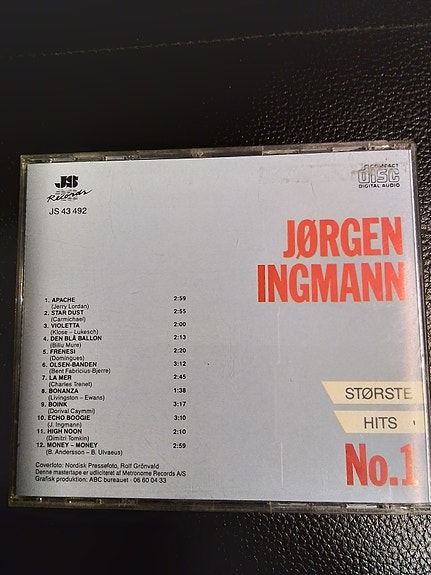 JS
Records
JS 43 492
COMPACT
DISC
DIGITAL AUDIO
JØRGEN
INGMANN
1. APACHE 2:59
(Jerry Lordan)
2. STAR DUST 2:55
(Carmichael)
3. VIOLETTA 2:00
(Klose – Lukesch)
4. DEN BLÅ BALLON 2:13
(Billu Mure)
5. FRENESI 2:20
(Domingues)
6. OLSEN-BANDEN 3:12
(Bent Fabricius-Bjerre)
7. LA MER 2:45
(Charles Trenet)
8. BONANZA 1:38
(Livingston – Ewans)
9. BOINK 3:17
(Dorival Caymmi)
10. ECHO BOOGIE 3:10
(J. Ingmann)
11. HIGH NOON 2:10
(Dimitri Tomkin)
12. MONEY – MONEY 2:59
(B. Andersson – B. Ulvaeus)
STØRSTE
HITS
No.1
Coverfoto: Nordisk Pressefoto, Rolf Grönvald
Denne mastertape er udliciteret af Metronome Records A/S
Grafisk produktion: ABC bureauet · 06 60 04 33